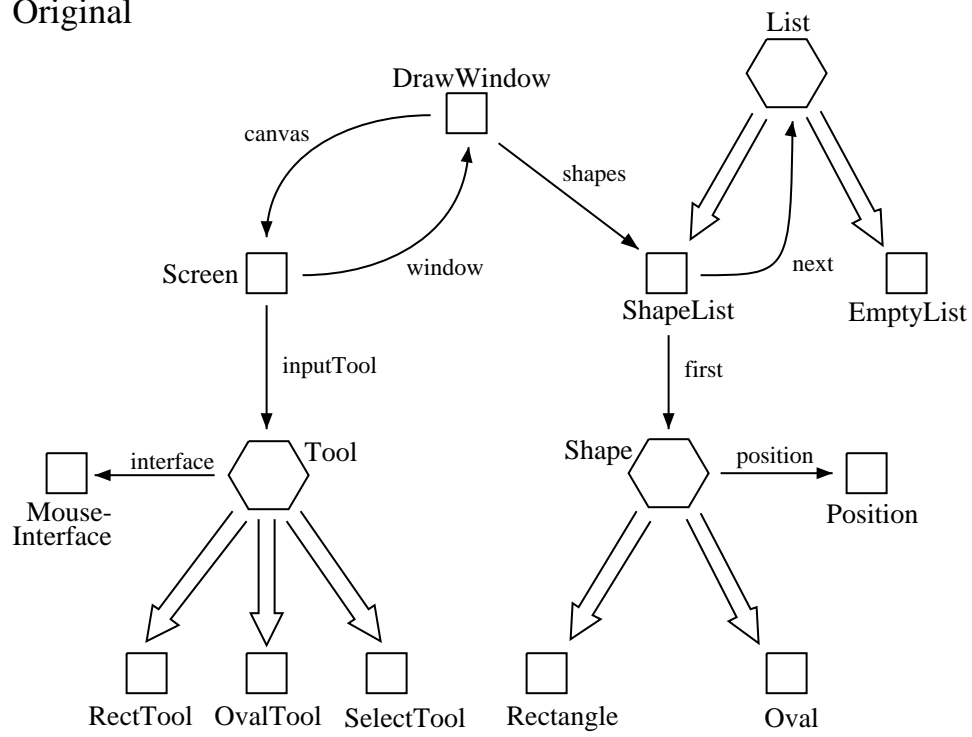 Original
List
DrawWindow
canvas
shapes
Screen
window
next
ShapeList
EmptyList
inputTool
first
Tool
Shape
interface
position
Mouse-
Interface
Position
RectTool
OvalTool
SelectTool
Rectangle
Oval